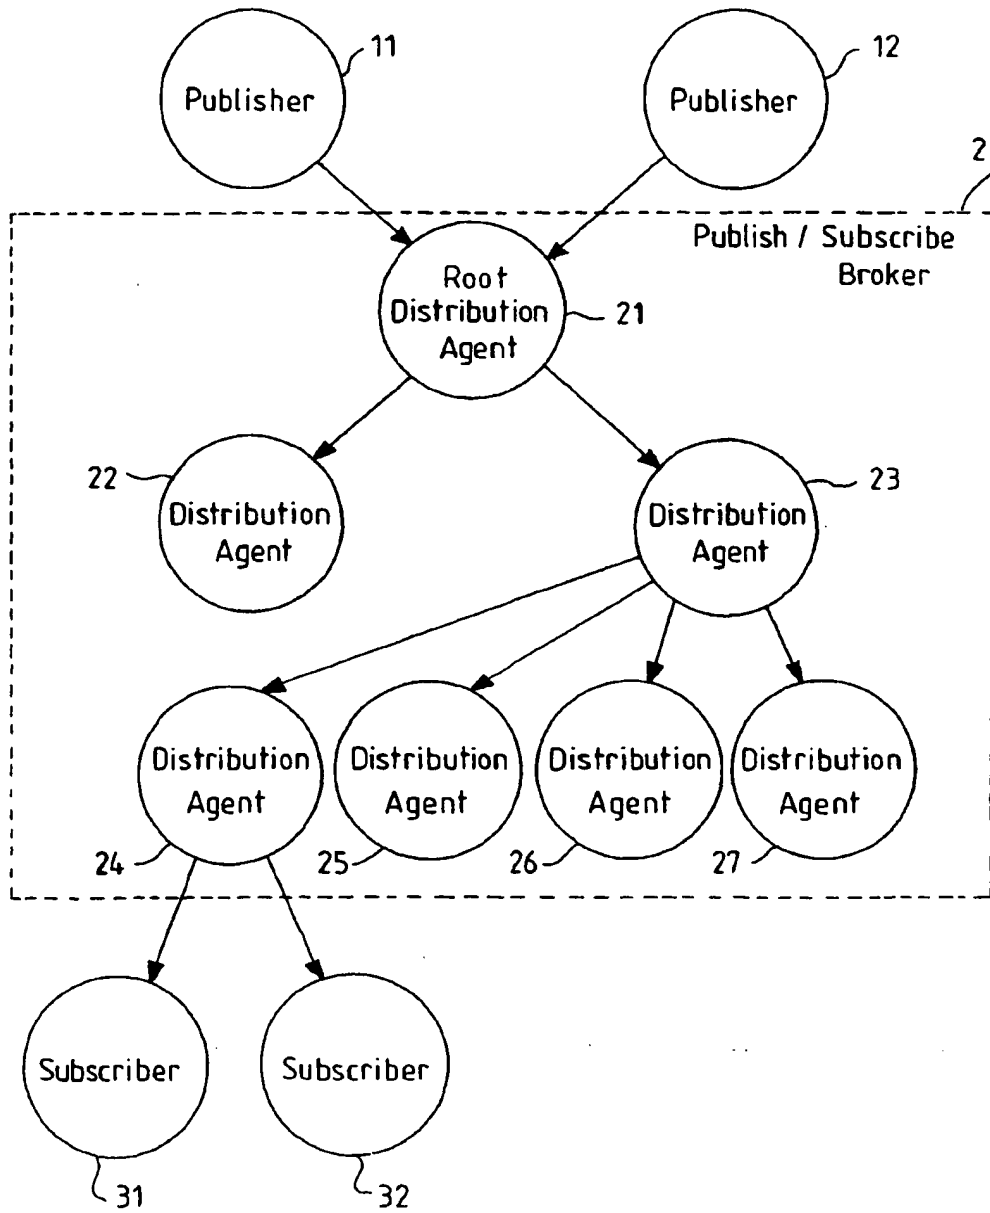 11
12
Publisher
Publisher
2
Publish / Subscribe
Broker
Root
Distribution
Agent
21
22
23
Distribution
Agent
Distribution
Agent
Distribution
Agent
Distribution
Agent
Distribution
Agent
Distribution
Agent
24
25
26
27
Subscriber
Subscriber
31
32